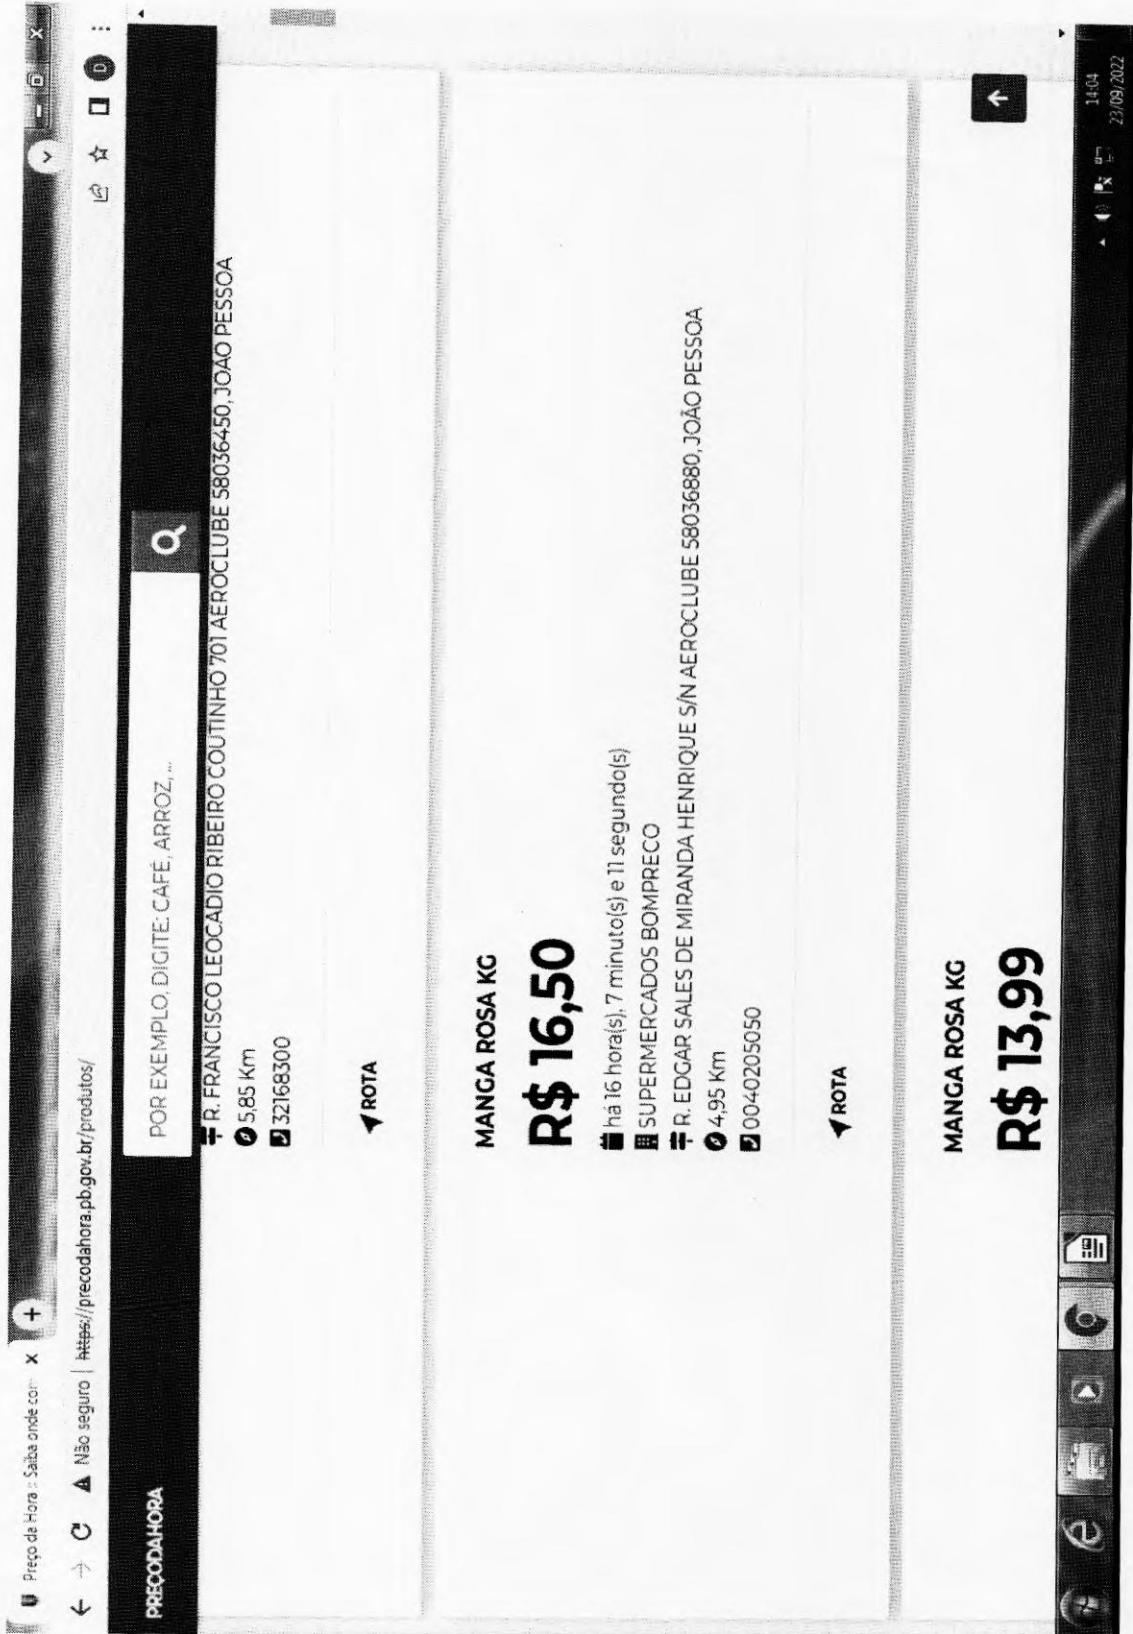 Preço da Hora :: Saiba onde com
Não seguro | https://precodahora.pb.gov.br/produtos/
D
PREÇODAHORA
POR EXEMPLO, DIGITE: CAFÉ, ARROZ, ...
R. FRANCISCO LEOCADIO RIBEIRO COUTINHO 701 AEROCLUBE 58036450, JOAO PESSOA
5,85 Km
32168300
ROTA
MANGA ROSA KG
R$ 16,50
há 16 hora(s), 7 minuto(s) e 11 segundo(s)
SUPERMERCADOS BOMPRECO
R. EDGAR SALES DE MIRANDA HENRIQUE S/N AEROCLUBE 58036880, JOÃO PESSOA
4,95 Km
0040205050
ROTA
MANGA ROSA KG
R$ 13,99
14:04
23/09/2022